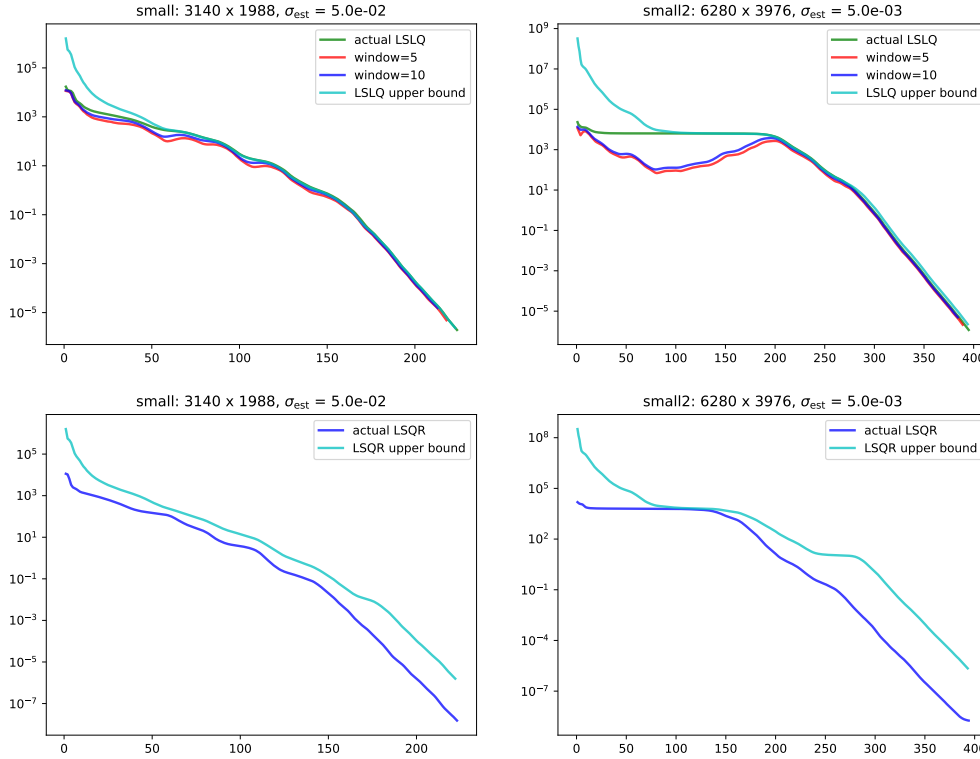 small: 3140 x 1988, σest = 5.0e-02
10^5
10^3
10^1
10^−1
10^−3
10^−5
actual LSLQ
window=5
window=10
LSLQ upper bound
0 50 100 150 200
small2: 6280 x 3976, σest = 5.0e-03
10^9
10^7
10^5
10^3
10^1
10^−1
10^−3
10^−5
actual LSLQ
window=5
window=10
LSLQ upper bound
0 50 100 150 200 250 300 350
small: 3140 x 1988, σest = 5.0e-02
10^5
10^3
10^1
10^−1
10^−3
10^−5
10^−7
actual LSQR
LSQR upper bound
0 50 100 150 200
small2: 6280 x 3976, σest = 5.0e-03
10^8
10^5
10^2
10^−1
10^−4
10^−7
actual LSQR
LSQR upper bound
0 50 100 150 200 250 300 350